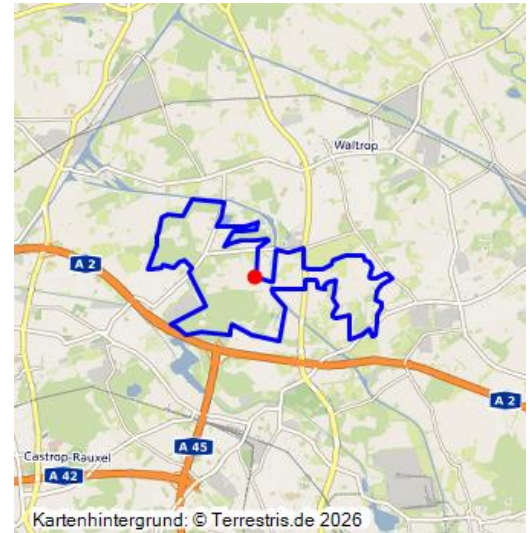 Waltrop
A 2
A 2
A 45
Castrop-Rauxel
A 42
Kartenhintergrund: © Terrestris.de 2026